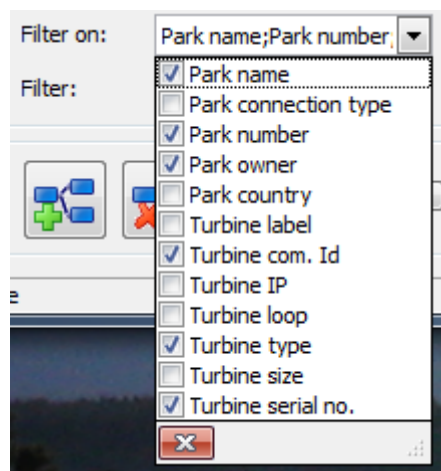 Filter on:
Park name;Park number;
Filter:
Park name
Park connection type
Park number
Park owner
Park country
Turbine label
Turbine com. Id
Turbine IP
Turbine loop
Turbine type
Turbine size
Turbine serial no.
e